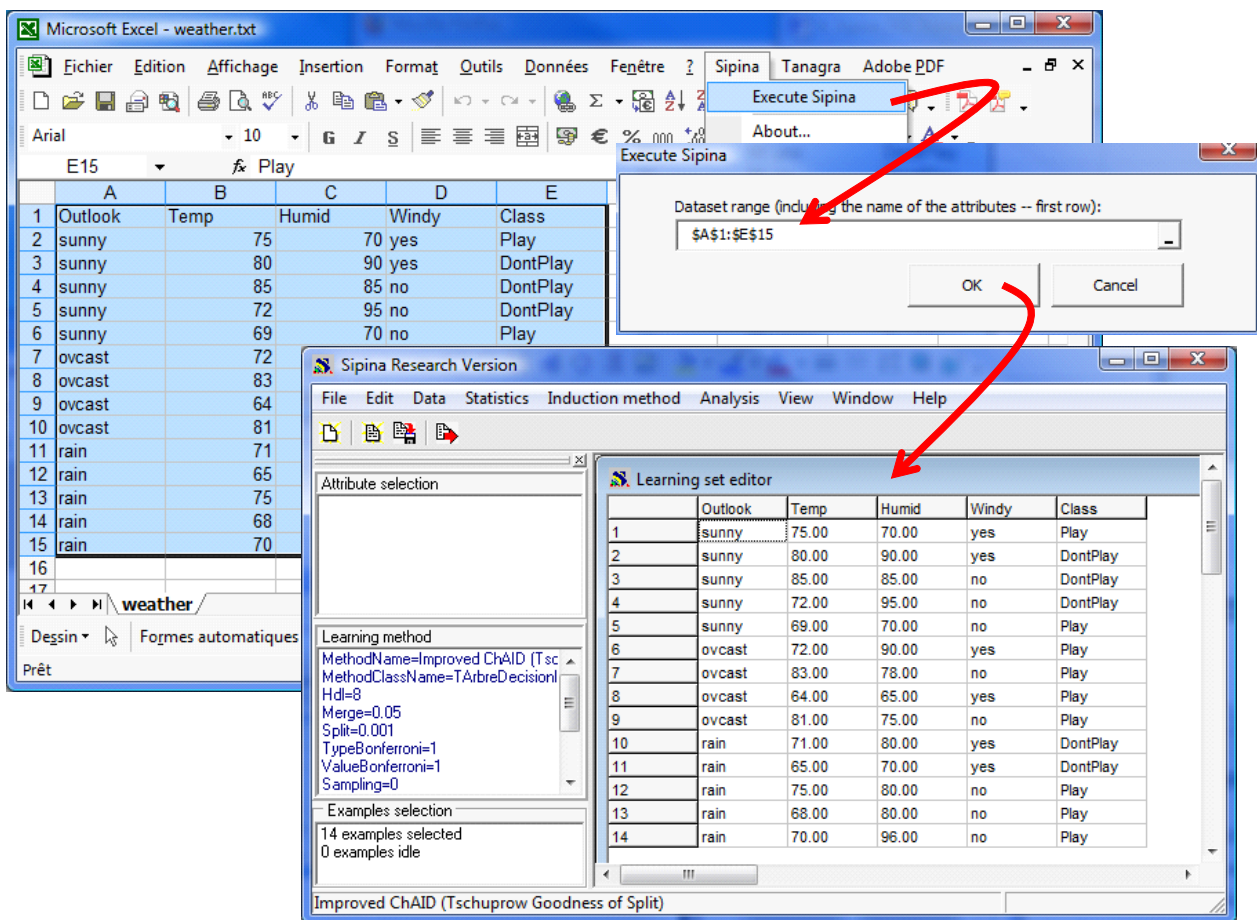 Microsoft Excel - weather.txt
Fichier Edition Affichage Insertion Format Outils Données Fenêtre ? Sipina Tanagra Adobe PDF
Execute Sipina
About...
Arial 10 G I S € % 000
E15 fx Play
A B C D E
1 Outlook Temp Humid Windy Class
2 sunny 75 70 yes Play
3 sunny 80 90 yes DontPlay
4 sunny 85 85 no DontPlay
5 sunny 72 95 no DontPlay
6 sunny 69 70 no Play
7 ovcast 72
8 ovcast 83
9 ovcast 64
10 ovcast 81
11 rain 71
12 rain 65
13 rain 75
14 rain 68
15 rain 70
16
17
weather
Dessin Formes automatiques
Prêt
Execute Sipina
Dataset range (including the name of the attributes -- first row):
$A$1:$E$15
OK Cancel
Sipina Research Version
File Edit Data Statistics Induction method Analysis View Window Help
Attribute selection
Learning method
MethodName=Improved ChAID (Tsc
MethodClassName=TArbreDecisionI
Hdl=8
Merge=0.05
Split=0.001
TypeBonferroni=1
ValueBonferroni=1
Sampling=0
Examples selection
14 examples selected
0 examples idle
Learning set editor
Outlook Temp Humid Windy Class
1 sunny 75.00 70.00 yes Play
2 sunny 80.00 90.00 yes DontPlay
3 sunny 85.00 85.00 no DontPlay
4 sunny 72.00 95.00 no DontPlay
5 sunny 69.00 70.00 no Play
6 ovcast 72.00 90.00 yes Play
7 ovcast 83.00 78.00 no Play
8 ovcast 64.00 65.00 yes Play
9 ovcast 81.00 75.00 no Play
10 rain 71.00 80.00 yes DontPlay
11 rain 65.00 70.00 yes DontPlay
12 rain 75.00 80.00 no Play
13 rain 68.00 80.00 no Play
14 rain 70.00 96.00 no Play
Improved ChAID (Tschuprow Goodness of Split)